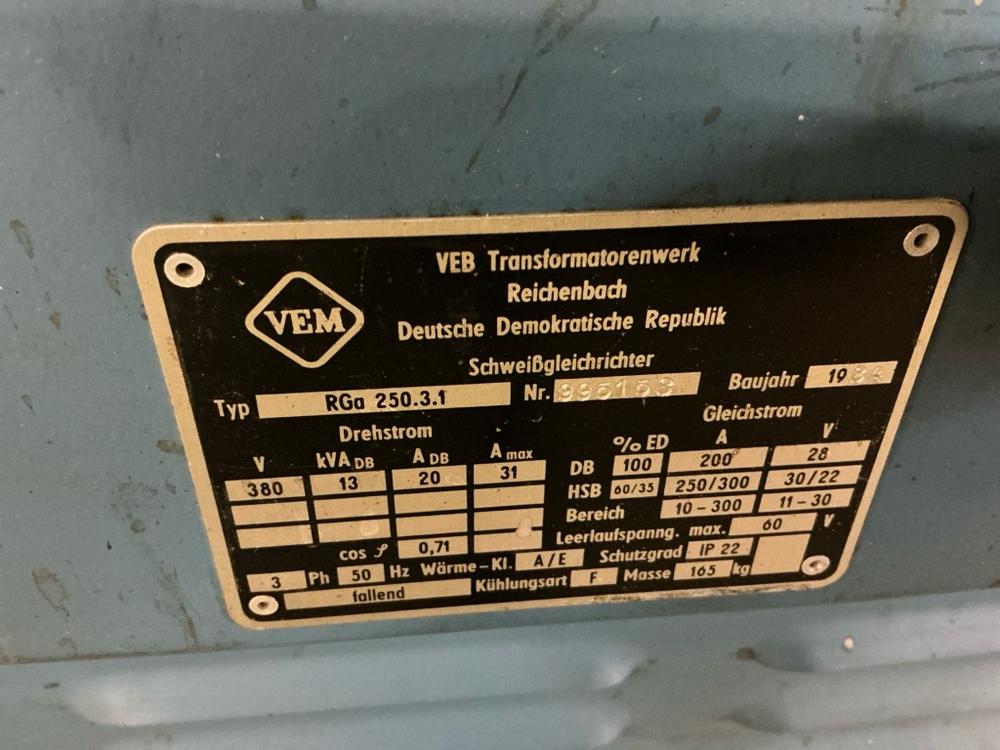 VEM
VEB Transformatorenwerk
Reichenbach
Deutsche Demokratische Republik
Schweißgleichrichter
Typ RGa 250.3.1 Nr. 995153 Baujahr 1984
Drehstrom Gleichstrom
V kVA DB A DB A max % ED A V
380 13 20 31 DB 100 200 28
HSB 60/35 250/300 30/22
Bereich 10-300 11-30
Leerlaufspanng. max. 60 V
cos φ 0,71
3 Ph 50 Hz Wärme-Kl. A/E Schutzgrad IP 22
fallend Kühlungsart F Masse 165 kg